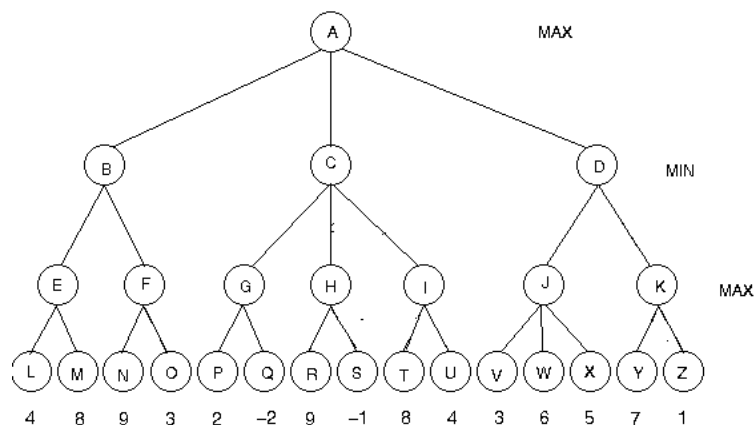 A MAX
B C D MIN
E F G H I J K MAX
L M N O P Q R S T U V W X Y Z
4 8 9 3 2 -2 9 -1 8 4 3 6 5 7 1